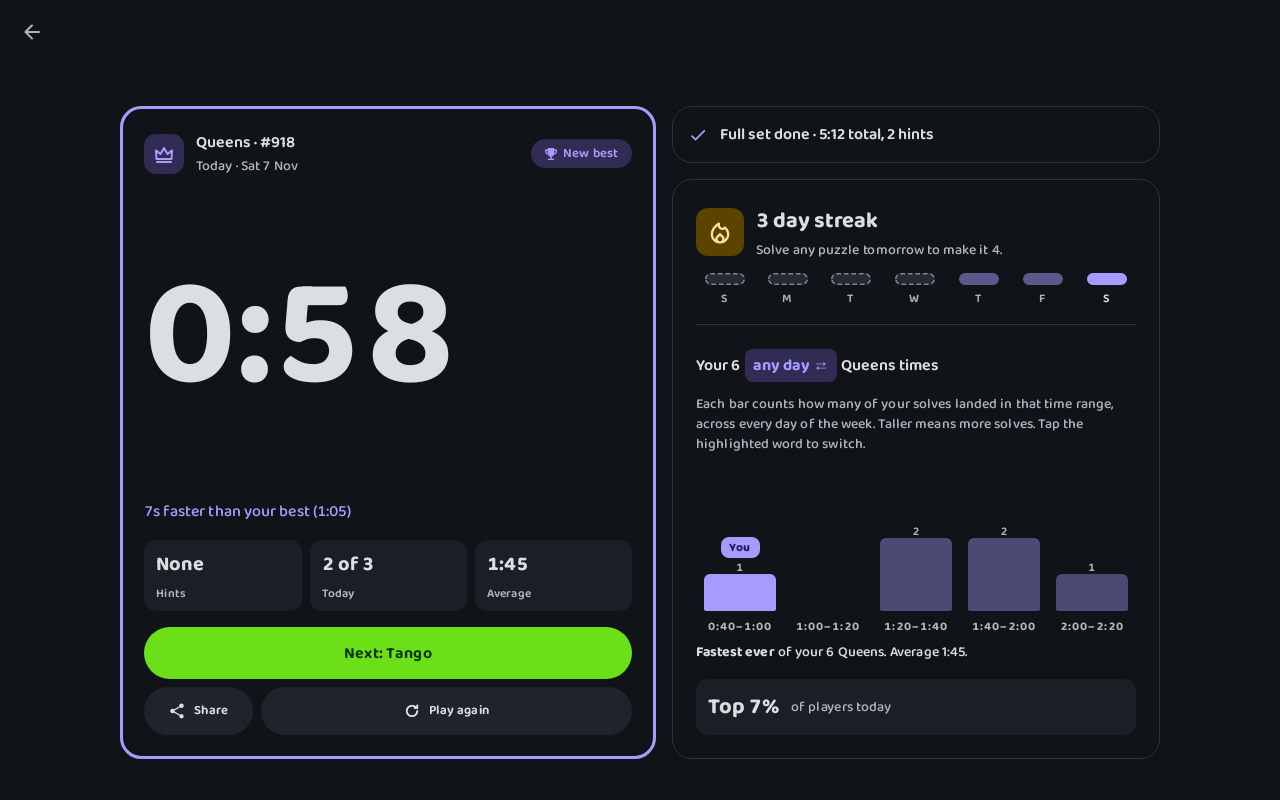 Queens · #918
Today · Sat 7 Nov
New best
0:58
7s faster than your best (1:05)
None
Hints
2 of 3
Today
1:45
Average
Next: Tango
Share
Play again
Full set done · 5:12 total, 2 hints
3 day streak
Solve any puzzle tomorrow to make it 4.
S M T W T F S
Your 6 any day Queens times
Each bar counts how many of your solves landed in that time range,
across every day of the week. Taller means more solves. Tap the
highlighted word to switch.
You
1 2 2 1
0:40–1:00 1:00–1:20 1:20–1:40 1:40–2:00 2:00–2:20
Fastest ever of your 6 Queens. Average 1:45.
Top 7% of players today